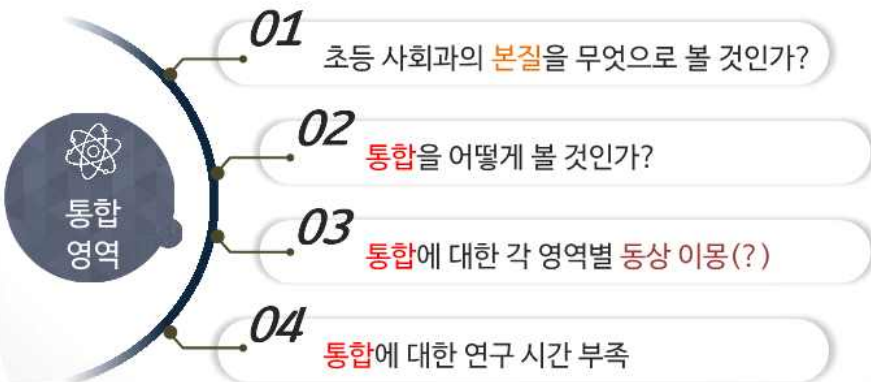 통합
영역
01
초등 사회과의 본질을 무엇으로 볼 것인가?
02
통합을 어떻게 볼 것인가?
03
통합에 대한 각 영역별 동상 이몽(?)
04
통합에 대한 연구 시간 부족